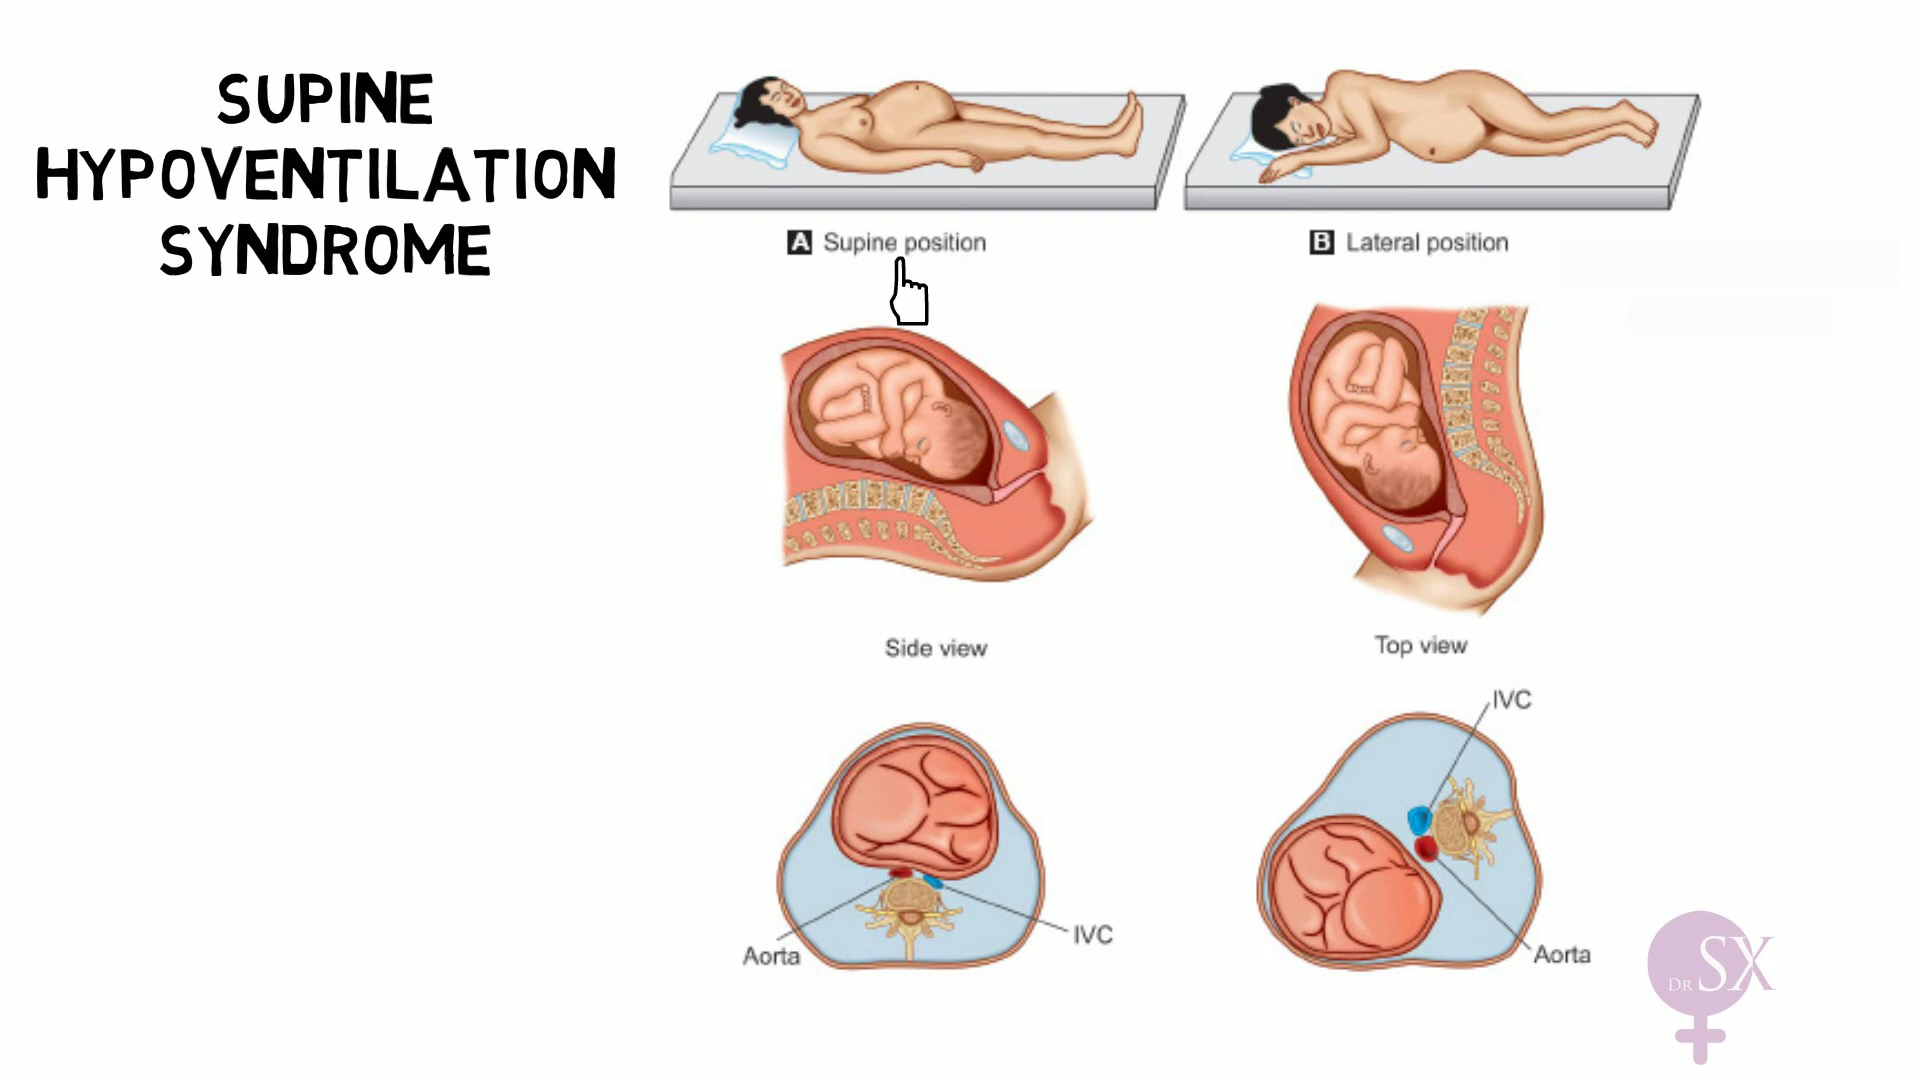 SUPINE
HYPOVENTILATION
SYNDROME
A Supine position
B Lateral position
Side view
Top view
IVC
Aorta
IVC
Aorta
DR SX